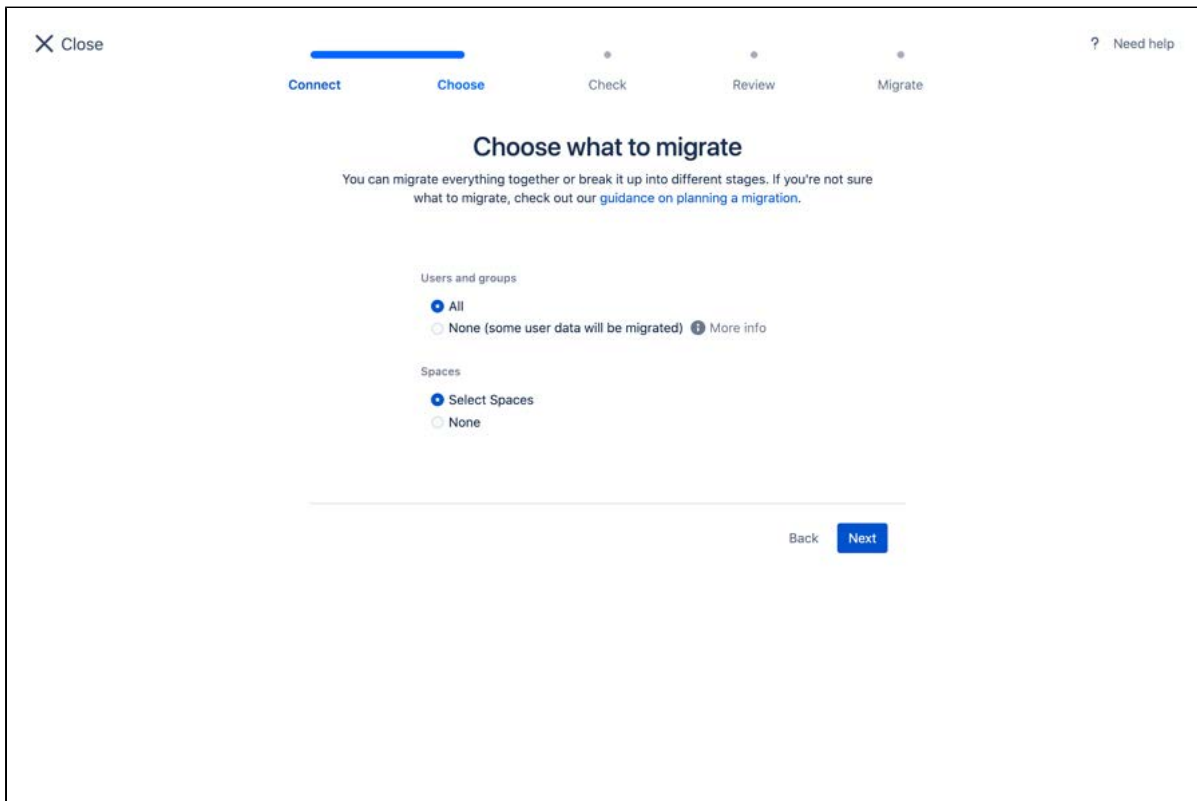 Close
? Need help
Connect
Choose
Check
Review
Migrate
Choose what to migrate
You can migrate everything together or break it up into different stages. If you're not sure
what to migrate, check out our guidance on planning a migration.
Users and groups
All
None (some user data will be migrated) More info
Spaces
Select Spaces
None
Back
Next